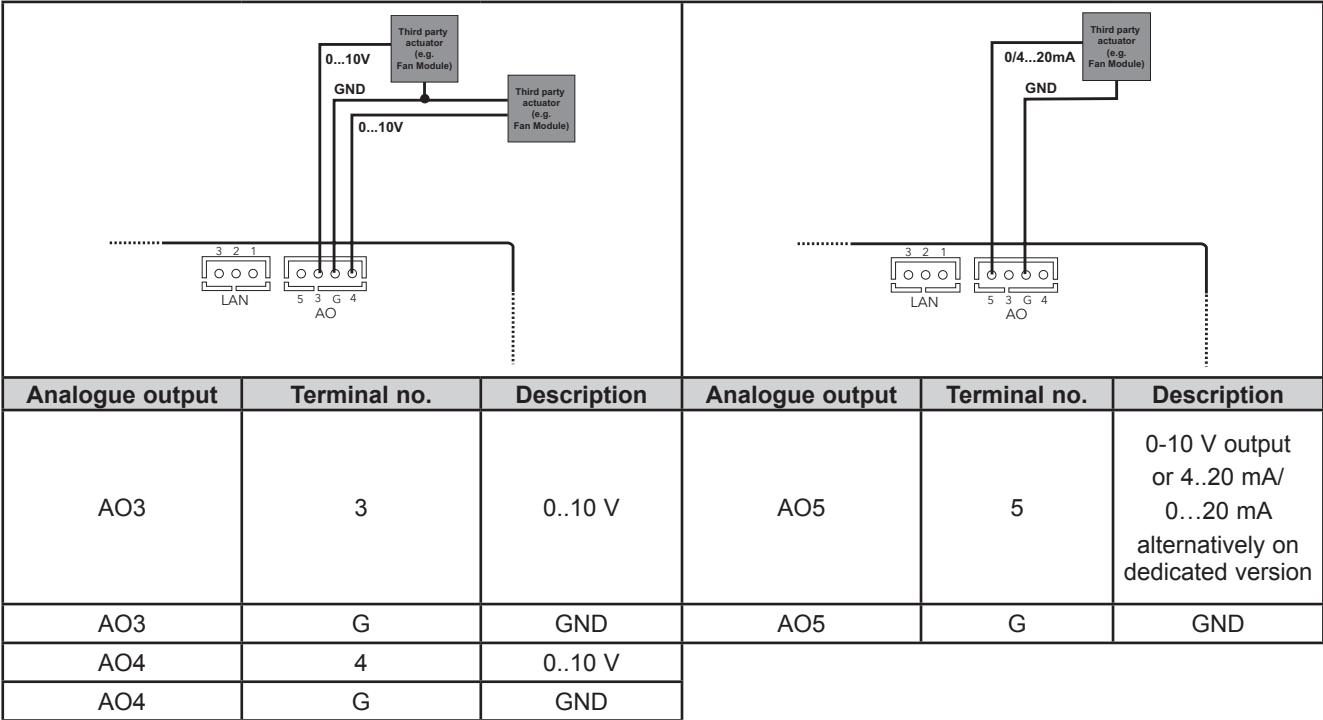 Third party
actuator
(e.g.
Fan Module)
0...10V
GND
Third party
actuator
(e.g.
Fan Module)
0...10V
3 2 1
LAN
5 3 G 4
AO
Third party
actuator
(e.g.
Fan Module)
0/4...20mA
GND
3 2 1
LAN
5 3 G 4
AO
Analogue output Terminal no. Description Analogue output Terminal no. Description
AO3 3 0..10 V AO5 5 0-10 V output
or 4..20 mA/
0…20 mA
alternatively on
dedicated version
AO3 G GND AO5 G GND
AO4 4 0..10 V
AO4 G GND